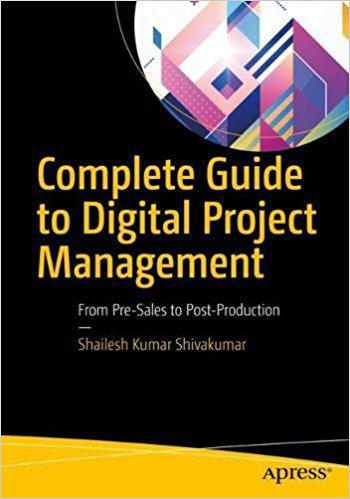 Complete Guide
to Digital Project
Management
From Pre-Sales to Post-Production
—
Shailesh Kumar Shivakumar
Apress®